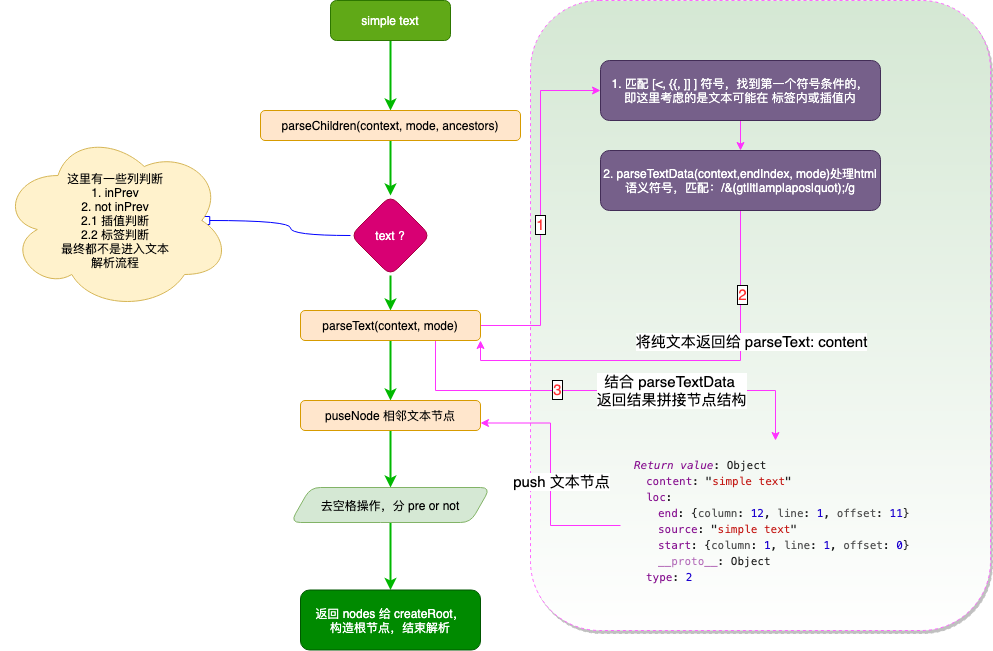 simple text
parseChildren(context, mode, ancestors)
这里有一些列判断
1. inPrev
2. not inPrev
2.1 插值判断
2.2 标签判断
最终都不是进入文本
解析流程
text ?
parseText(context, mode)
puseNode 相邻文本节点
去空格操作，分 pre or not
返回 nodes 给 createRoot,
构造根节点，结束解析
1
1. 匹配 [<, {{, ]] ] 符号，找到第一个符号条件的，
即这里考虑的是文本可能在 标签内或插值内
2. parseTextData(context,endIndex, mode)处理html
语义符号，匹配：/&(gt|lt|amp|apos|quot);/g
2
将纯文本返回给 parseText: content
3
结合 parseTextData
返回结果拼接节点结构
push 文本节点
Return value: Object
content: "simple text"
loc:
end: {column: 12, line: 1, offset: 11}
source: "simple text"
start: {column: 1, line: 1, offset: 0}
__proto__: Object
type: 2